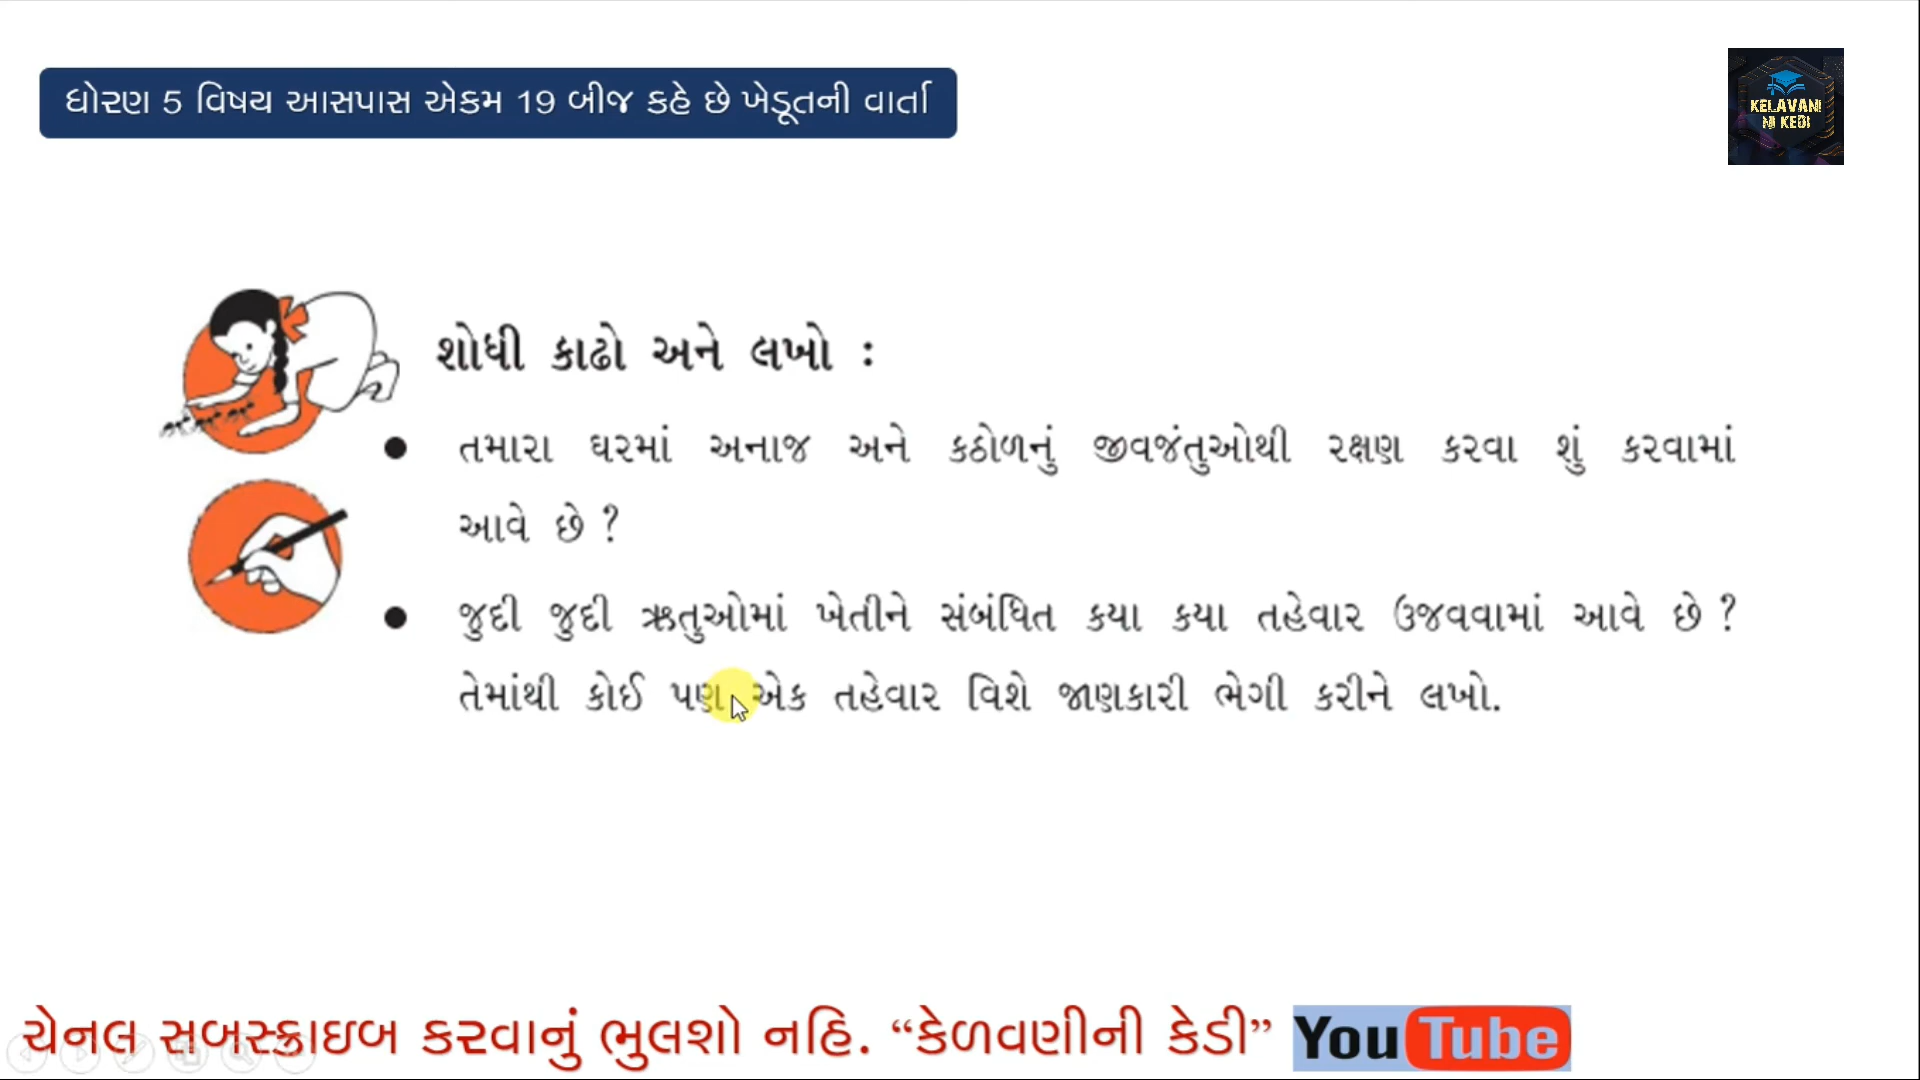 ધોરણ 5 વિષય આસપાસ એકમ 19 બીજ કહે છે ખેડૂતની વાર્તા
KELAVANI
NI KEDI
શોધી કાઢો અને લખો :
● તમારા ઘરમાં અનાજ અને કઠોળનું જીવજંતુઓથી રક્ષણ કરવા શું કરવામાં
આવે છે ?
● જુદી જુદી ઋતુઓમાં ખેતીને સંબંધિત કયા કયા તહેવાર ઉજવવામાં આવે છે ?
તેમાંથી કોઈ પણ એક તહેવાર વિશે જાણકારી ભેગી કરીને લખો.
ચેનલ સબસ્ક્રાઇબ કરવાનું ભુલશો નહિ. “કેળવણીની કેડી” YouTube